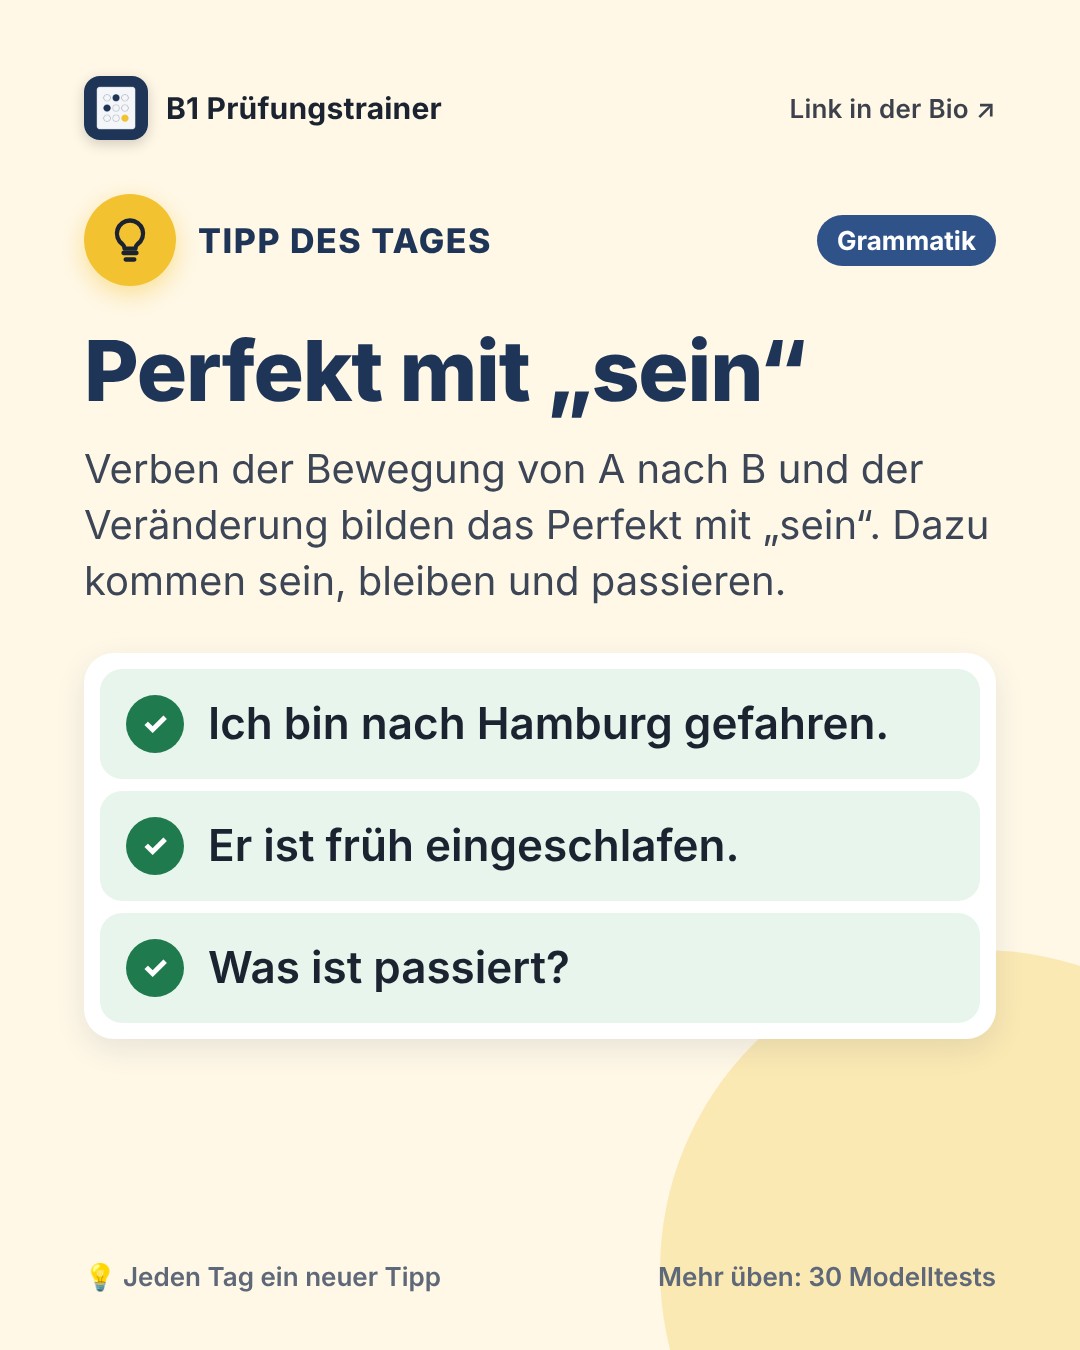 B1 Prüfungstrainer
Link in der Bio ↗
TIPP DES TAGES
Grammatik
Perfekt mit „sein“
Verben der Bewegung von A nach B und der
Veränderung bilden das Perfekt mit „sein“. Dazu
kommen sein, bleiben und passieren.
Ich bin nach Hamburg gefahren.
Er ist früh eingeschlafen.
Was ist passiert?
💡 Jeden Tag ein neuer Tipp
Mehr üben: 30 Modelltests